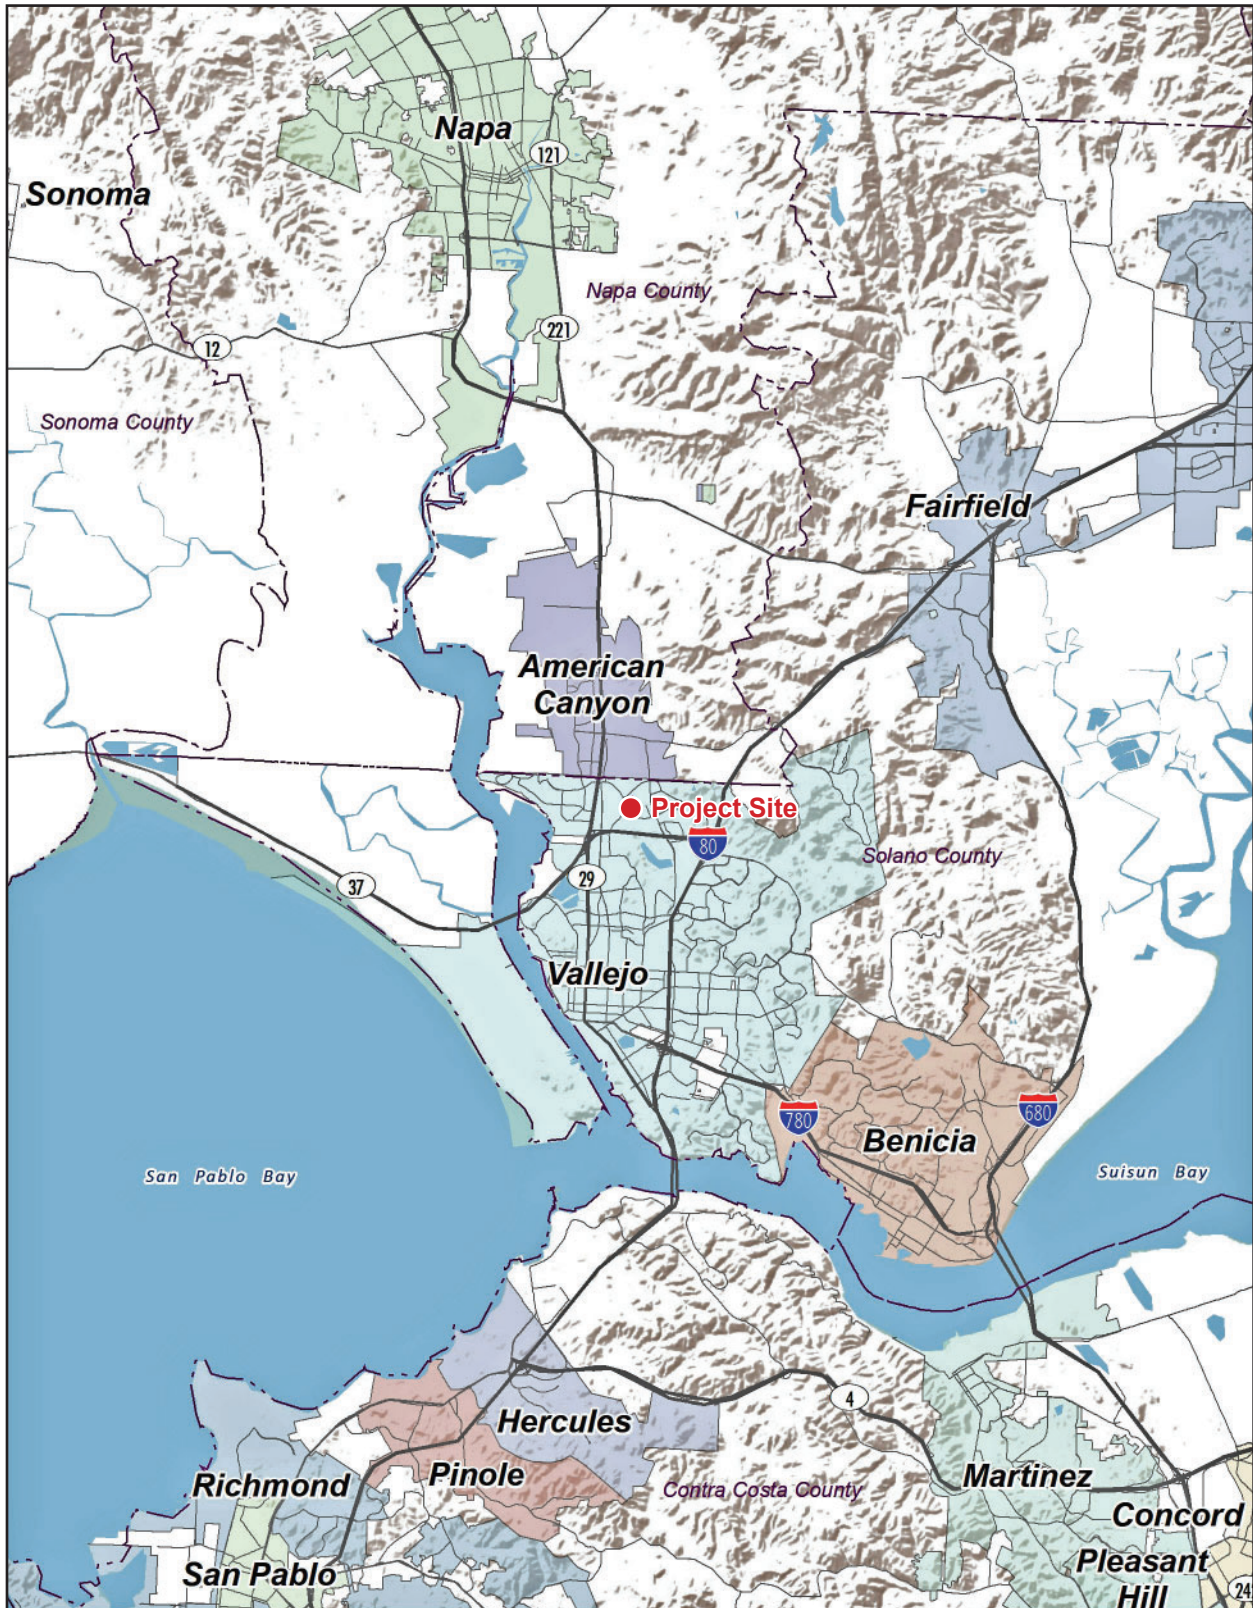 Napa
121
Sonoma
Napa County
221
12
Sonoma County
Fairfield
American
Canyon
Project Site
80
Solano County
37
29
Vallejo
780
680
Benicia
San Pablo Bay
Suisun Bay
4
Hercules
Pinole
Richmond
Contra Costa County
Martinez
Concord
San Pablo
Pleasant
Hill
24